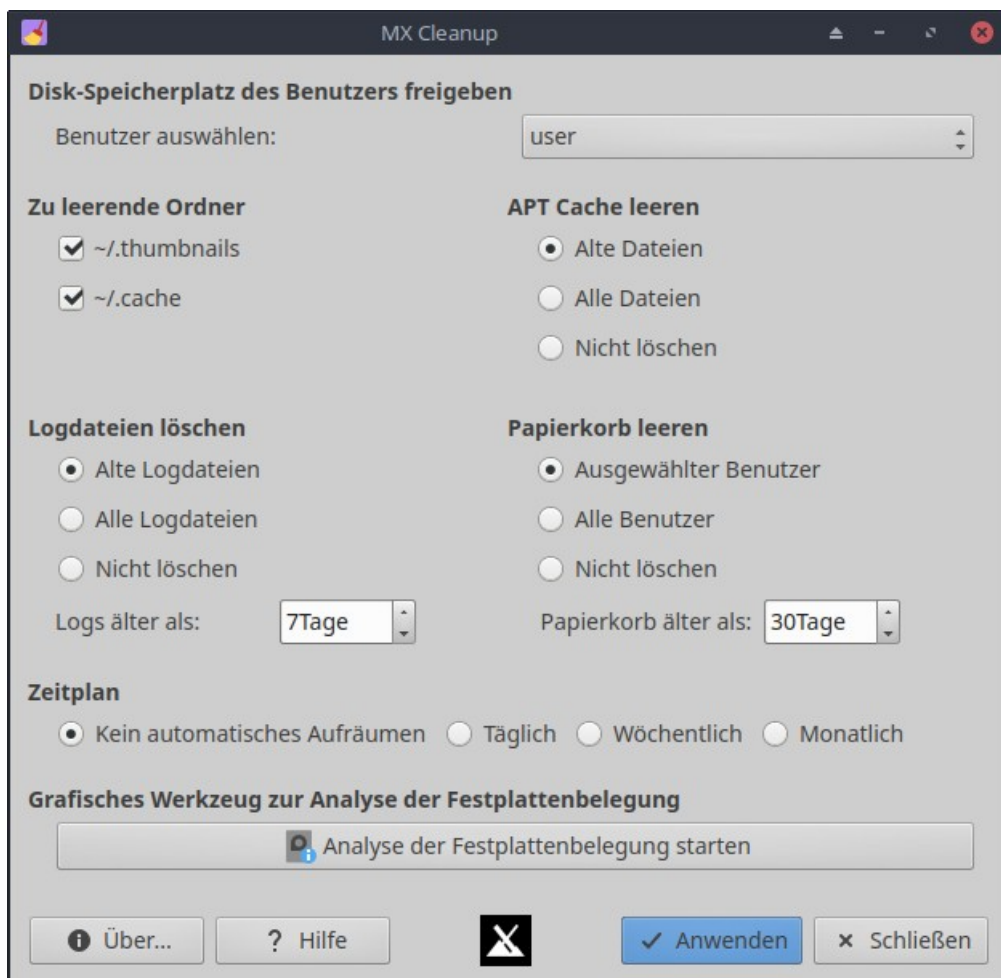 MX Cleanup
Disk-Speicherplatz des Benutzers freigeben
Benutzer auswählen: user
Zu leerende Ordner
~/.thumbnails
~/.cache
APT Cache leeren
Alte Dateien
Alle Dateien
Nicht löschen
Logdateien löschen
Alte Logdateien
Alle Logdateien
Nicht löschen
Logs älter als: 7Tage
Papierkorb leeren
Ausgewählter Benutzer
Alle Benutzer
Nicht löschen
Papierkorb älter als: 30Tage
Zeitplan
Kein automatisches Aufräumen Täglich Wöchentlich Monatlich
Grafisches Werkzeug zur Analyse der Festplattenbelegung
Analyse der Festplattenbelegung starten
Über... ? Hilfe Anwenden Schließen